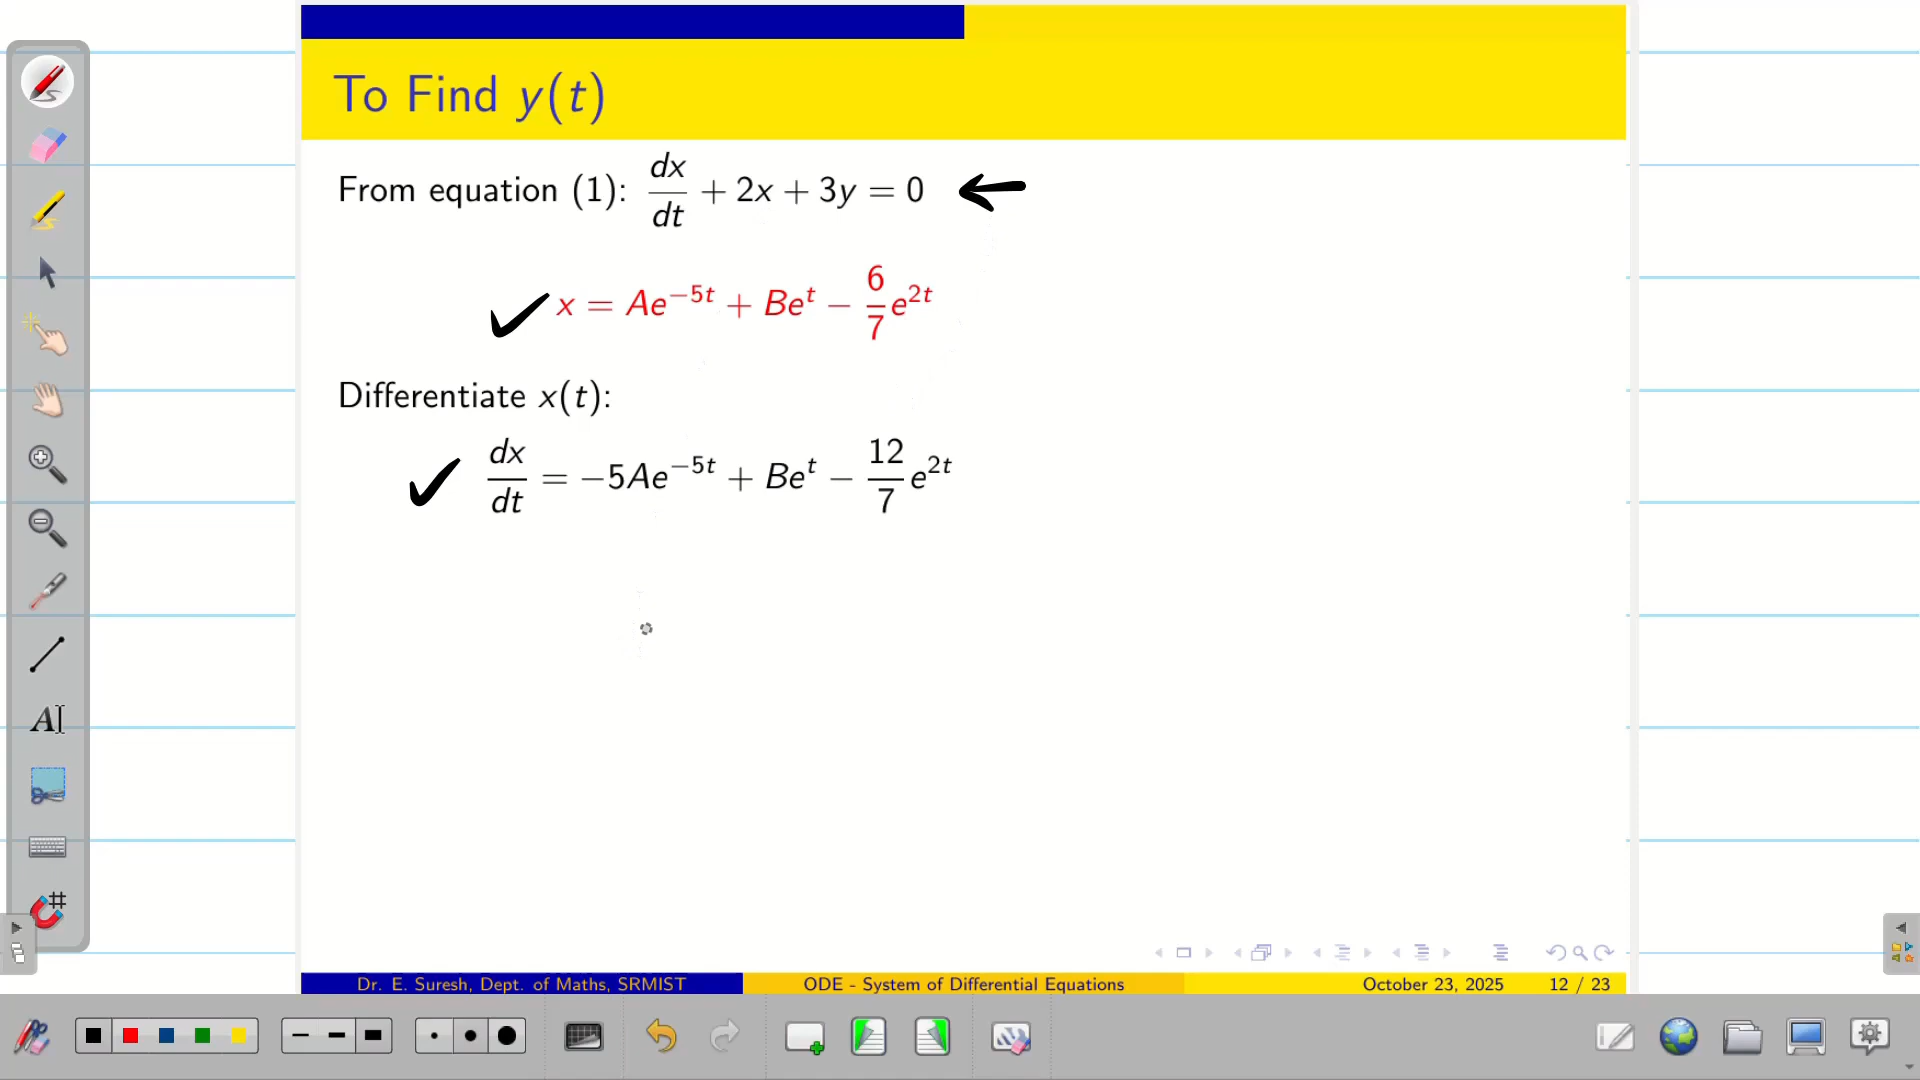 To Find y(t)
From equation (1): dx/dt + 2x + 3y = 0
x = Ae^{-5t} + Be^{t} − 6/7 e^{2t}
Differentiate x(t):
dx/dt = −5Ae^{-5t} + Be^{t} − 12/7 e^{2t}
Dr. E. Suresh, Dept. of Maths, SRMIST ODE - System of Differential Equations October 23, 2025 12 / 23